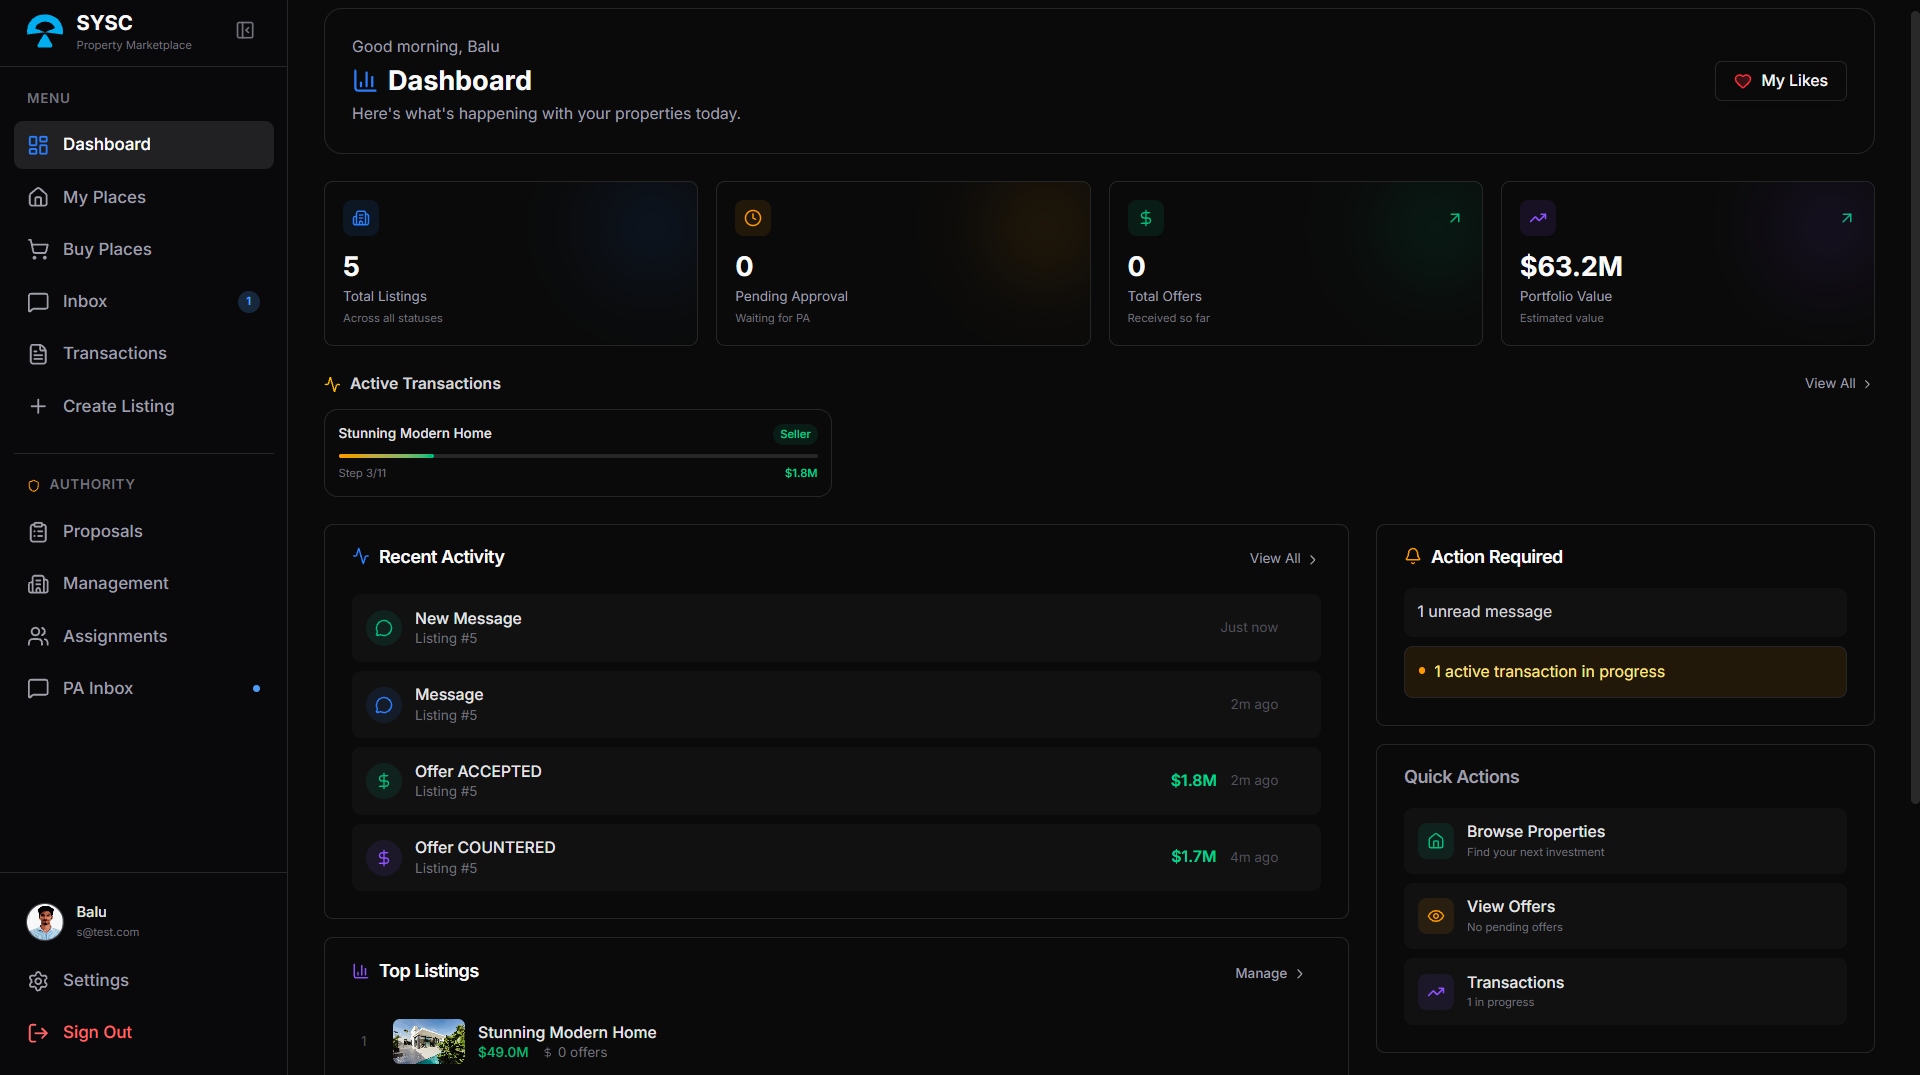 SYSC
Property Marketplace
MENU
Dashboard
My Places
Buy Places
Inbox
1
Transactions
Create Listing
AUTHORITY
Proposals
Management
Assignments
PA Inbox
Balu
s@test.com
Settings
Sign Out
Good morning, Balu
Dashboard
Here's what's happening with your properties today.
My Likes
5
Total Listings
Across all statuses
0
Pending Approval
Waiting for PA
0
Total Offers
Received so far
$63.2M
Portfolio Value
Estimated value
Active Transactions
View All
Stunning Modern Home
Seller
Step 3/11
$1.8M
Recent Activity
View All
New Message
Listing #5
Just now
Message
Listing #5
2m ago
Offer ACCEPTED
Listing #5
$1.8M 2m ago
Offer COUNTERED
Listing #5
$1.7M 4m ago
Top Listings
Manage
1
Stunning Modern Home
$49.0M $ 0 offers
Action Required
1 unread message
1 active transaction in progress
Quick Actions
Browse Properties
Find your next investment
View Offers
No pending offers
Transactions
1 in progress